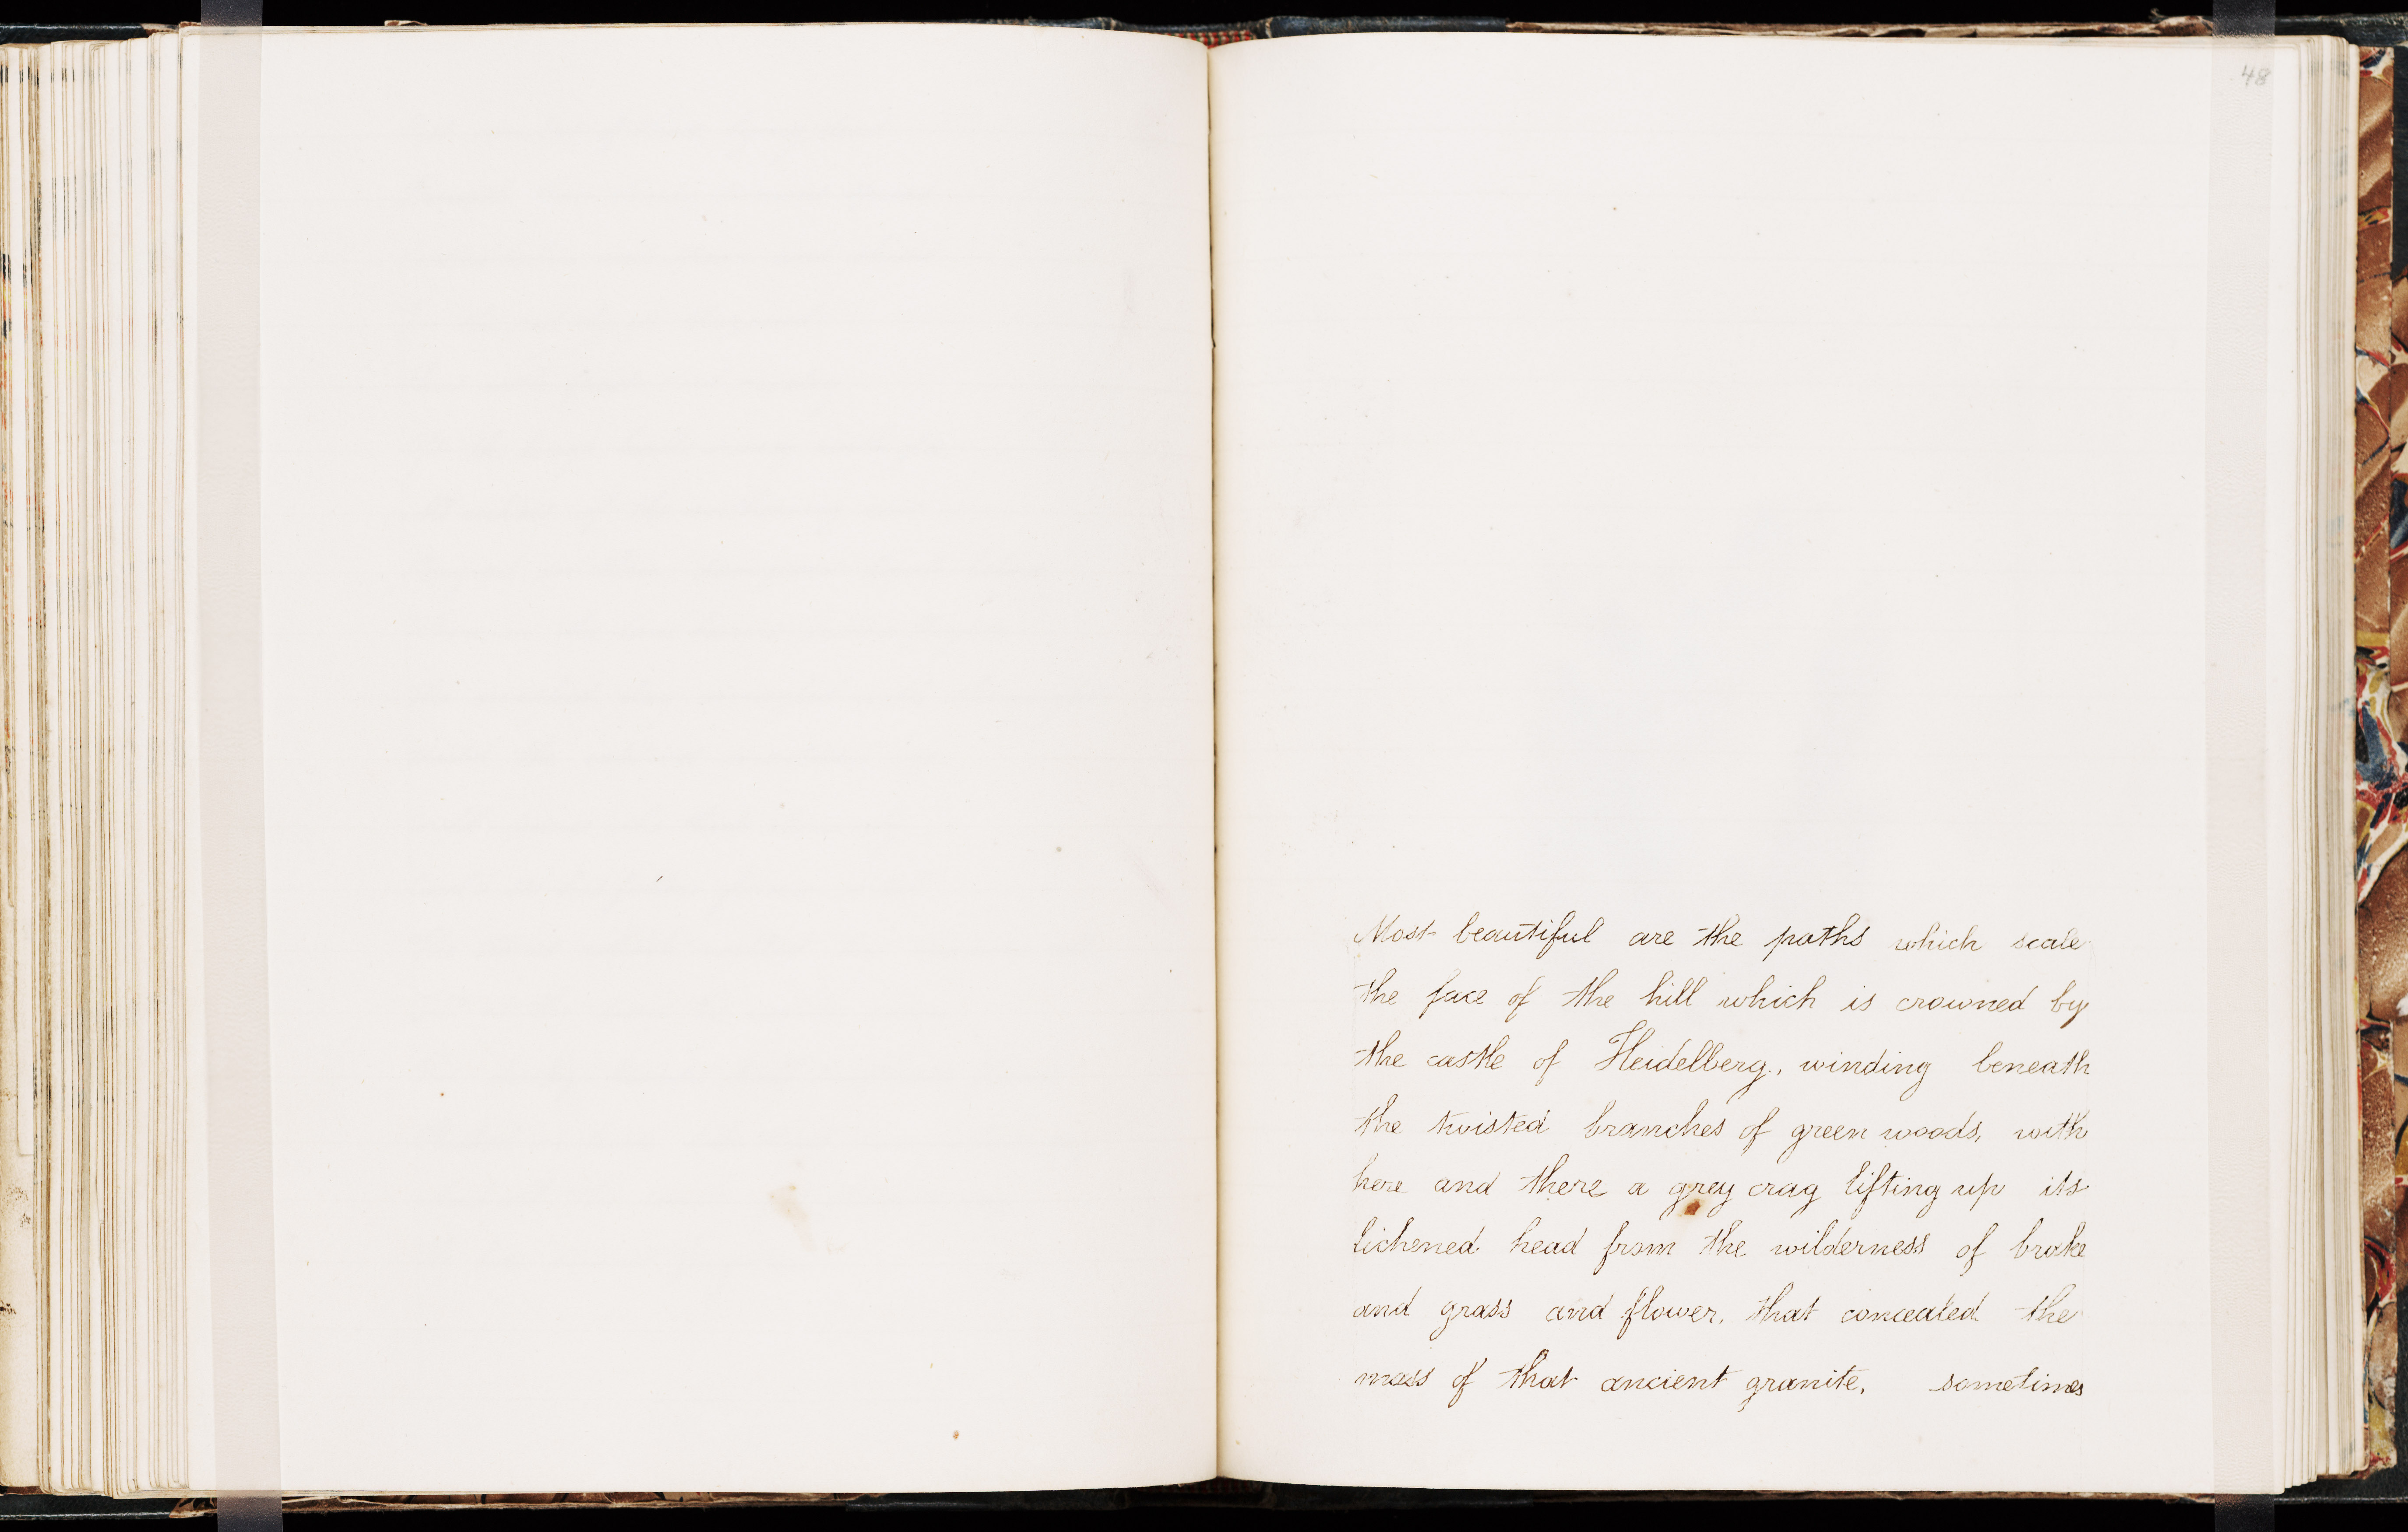 48
Most beautiful are the paths which scale
the face of the hill which is crowned by
the castle of Heidelberg, winding beneath
the twisted branches of green woods, with
here and there a grey crag lifting up its
lichened head from the wilderness of brake
and grass and flower, that concealed the
mass of that ancient granite, sometimes